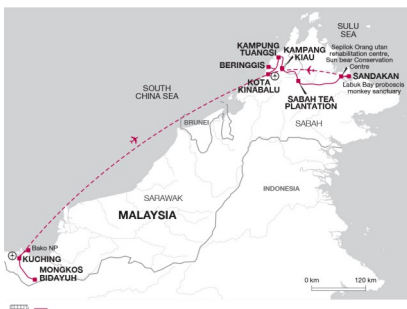 SULU
SEA
KAMPUNG
TUANGSI
KAMPANG
KIAU
Sepilok Orang utan
rehabilitation centre,
Sun bear Conservation
Centre
BERINGGIS
SANDAKAN
Labuk Bay proboscis
monkey sanctuary
KOTA
KINABALU
SABAH TEA
PLANTATION
SOUTH
CHINA SEA
BRUNEI
SABAH
INDONESIA
SARAWAK
MALAYSIA
Bako NP
KUCHING
MONGKOS
BIDAYUH
0 km
120 km